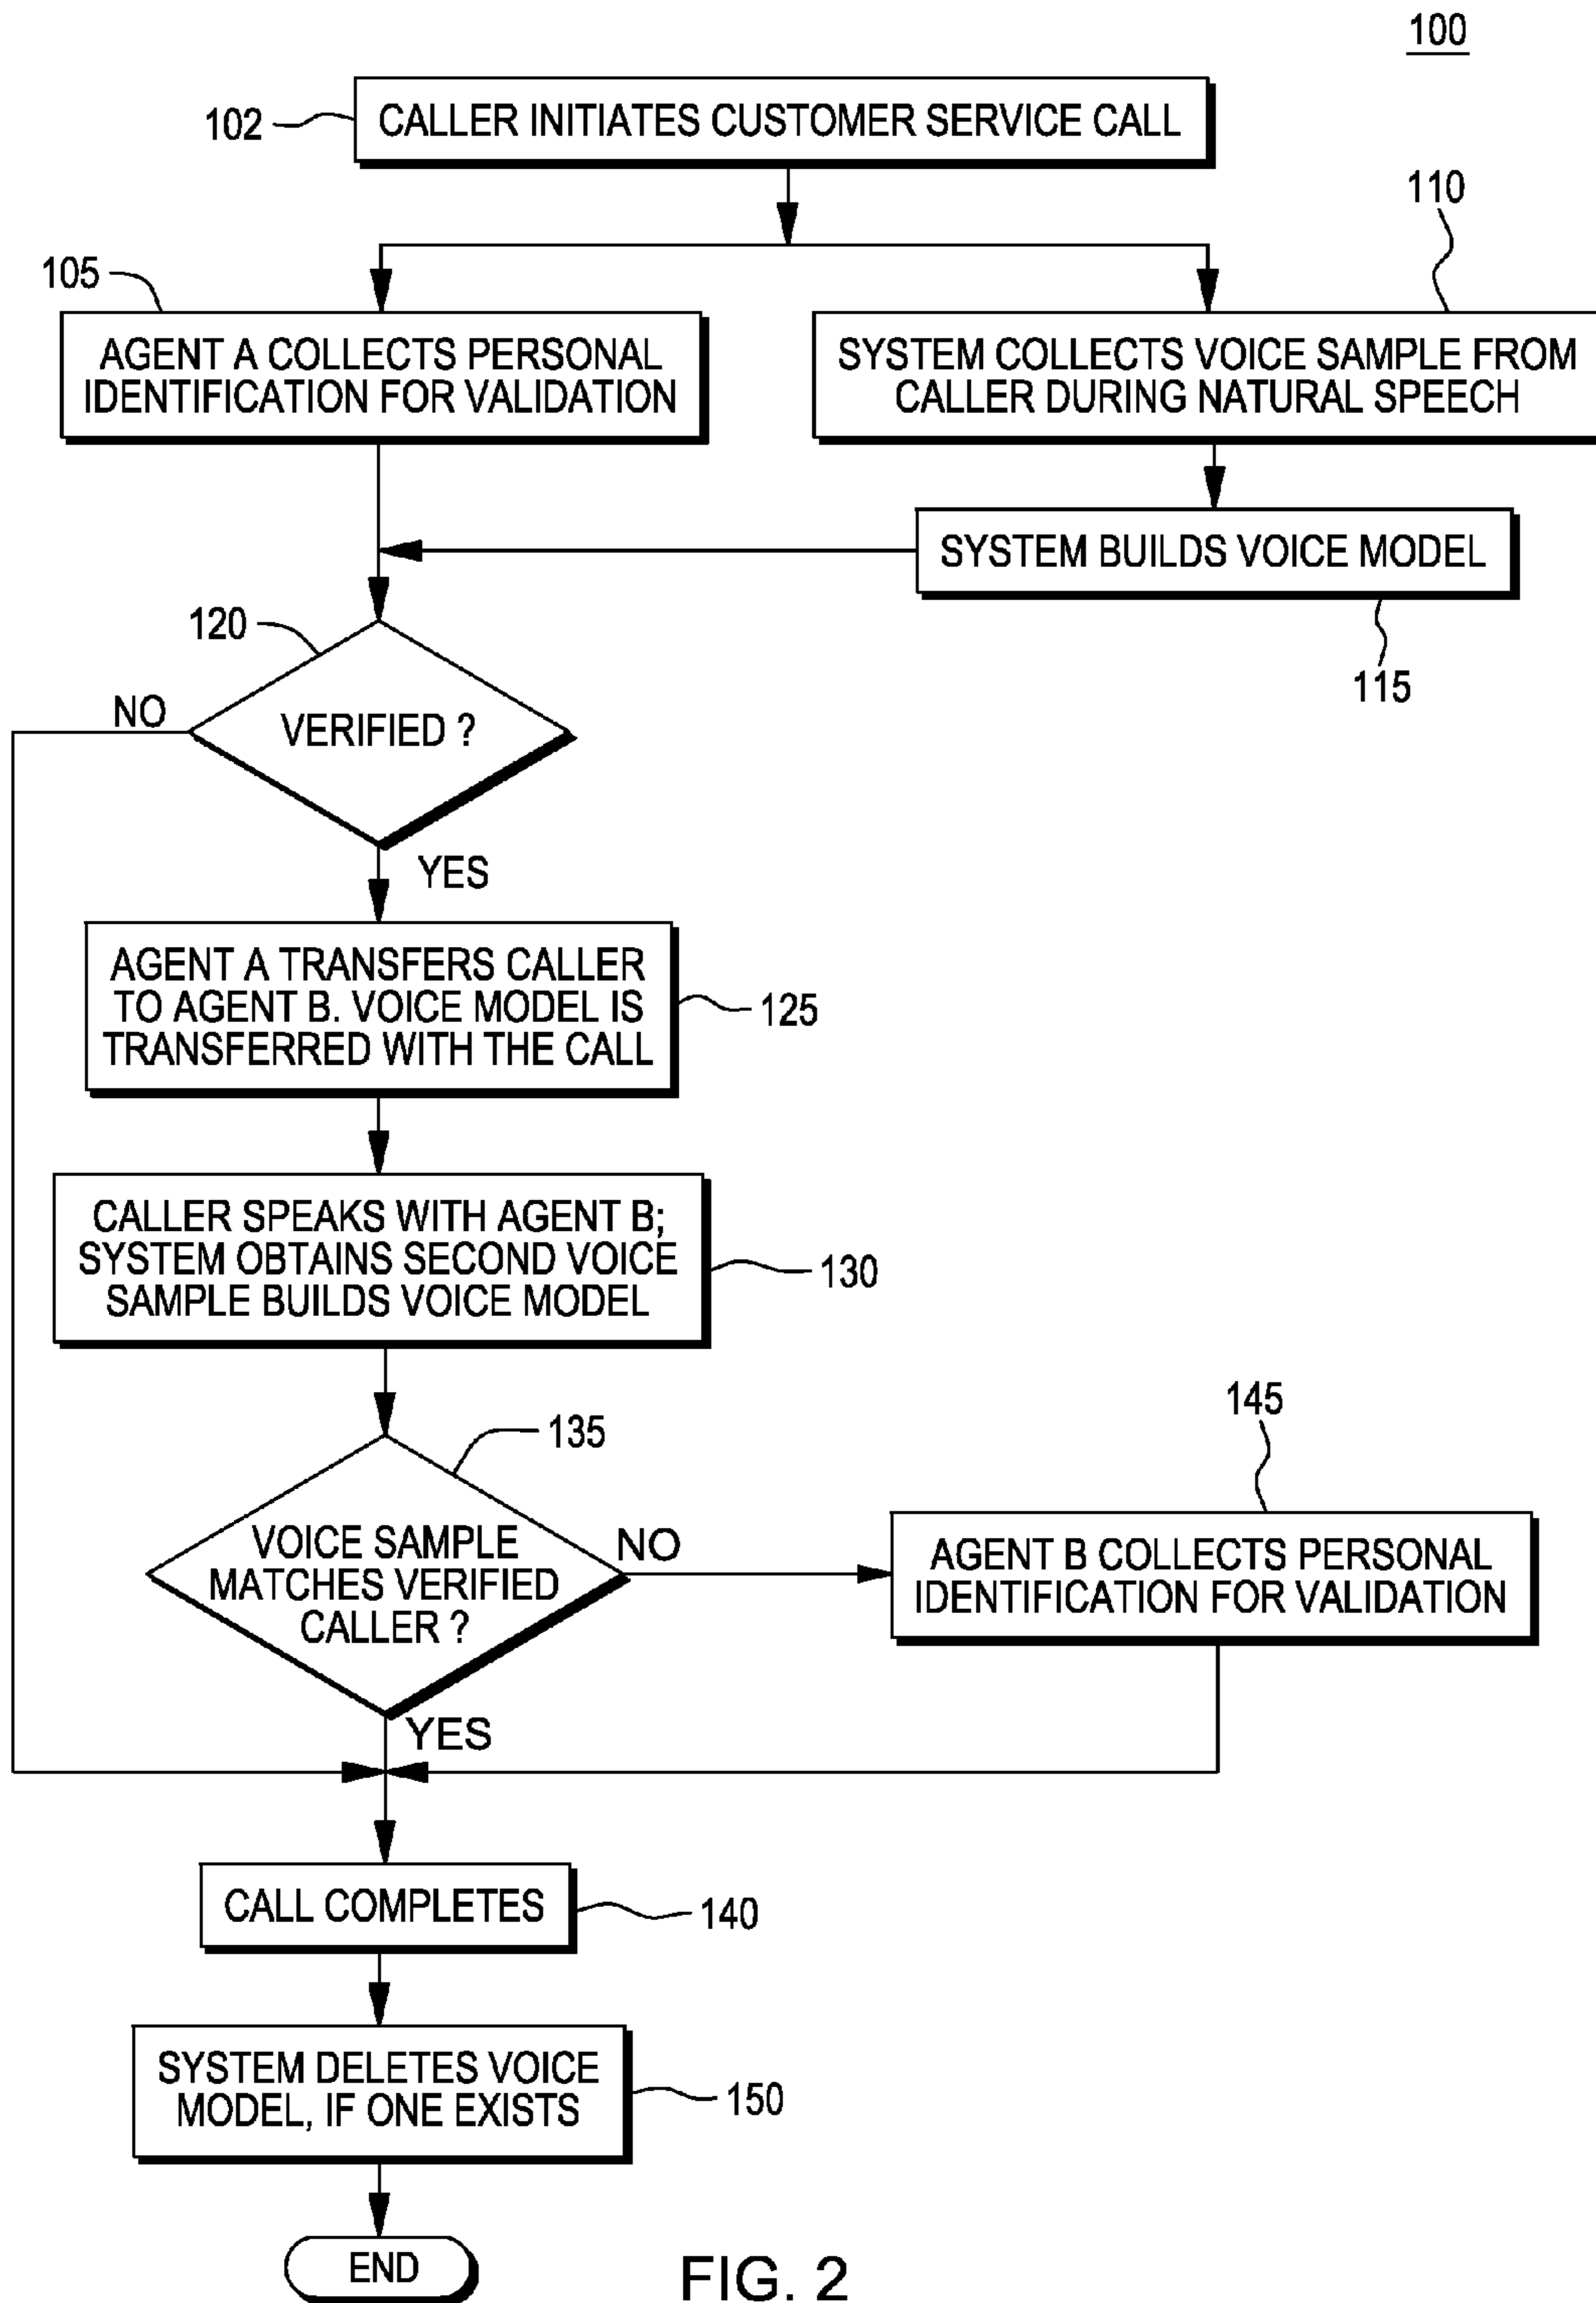 100
102
CALLER INITIATES CUSTOMER SERVICE CALL
110
105
AGENT A COLLECTS PERSONAL
IDENTIFICATION FOR VALIDATION
SYSTEM COLLECTS VOICE SAMPLE FROM
CALLER DURING NATURAL SPEECH
SYSTEM BUILDS VOICE MODEL
115
120
NO
VERIFIED ?
YES
AGENT A TRANSFERS CALLER
TO AGENT B. VOICE MODEL IS
TRANSFERRED WITH THE CALL
125
CALLER SPEAKS WITH AGENT B;
SYSTEM OBTAINS SECOND VOICE
SAMPLE BUILDS VOICE MODEL
130
135
VOICE SAMPLE
MATCHES VERIFIED
CALLER ?
NO
145
AGENT B COLLECTS PERSONAL
IDENTIFICATION FOR VALIDATION
YES
CALL COMPLETES
140
SYSTEM DELETES VOICE
MODEL, IF ONE EXISTS
150
END
FIG. 2